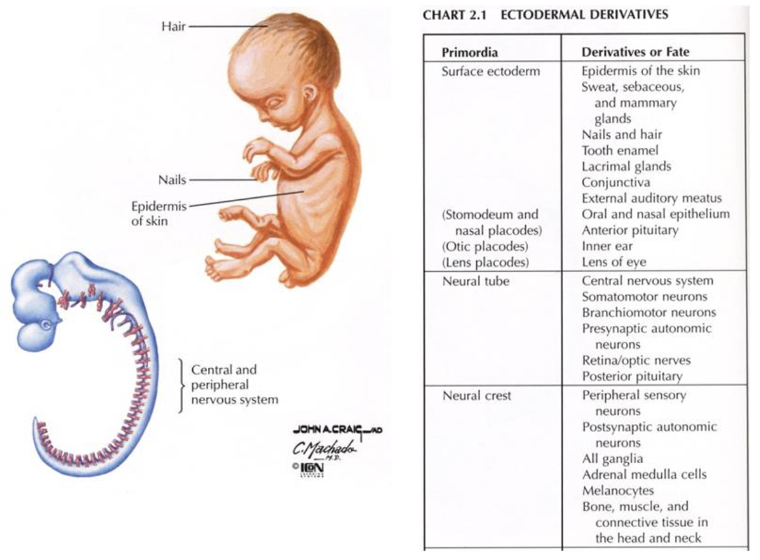 Hair
Nails
Epidermis
of skin
Central and
peripheral
nervous system
JOHN A. CRAIG MD
C. Machado
M.D.
© ICON
CHART 2.1 ECTODERMAL DERIVATIVES
Primordia Derivatives or Fate
Surface ectoderm Epidermis of the skin
Sweat, sebaceous,
and mammary
glands
Nails and hair
Tooth enamel
Lacrimal glands
Conjunctiva
External auditory meatus
(Stomodeum and Oral and nasal epithelium
nasal placodes) Anterior pituitary
(Otic placodes) Inner ear
(Lens placodes) Lens of eye
Neural tube Central nervous system
Somatomotor neurons
Branchiomotor neurons
Presynaptic autonomic
neurons
Retina/optic nerves
Posterior pituitary
Neural crest Peripheral sensory
neurons
Postsynaptic autonomic
neurons
All ganglia
Adrenal medulla cells
Melanocytes
Bone, muscle, and
connective tissue in
the head and neck